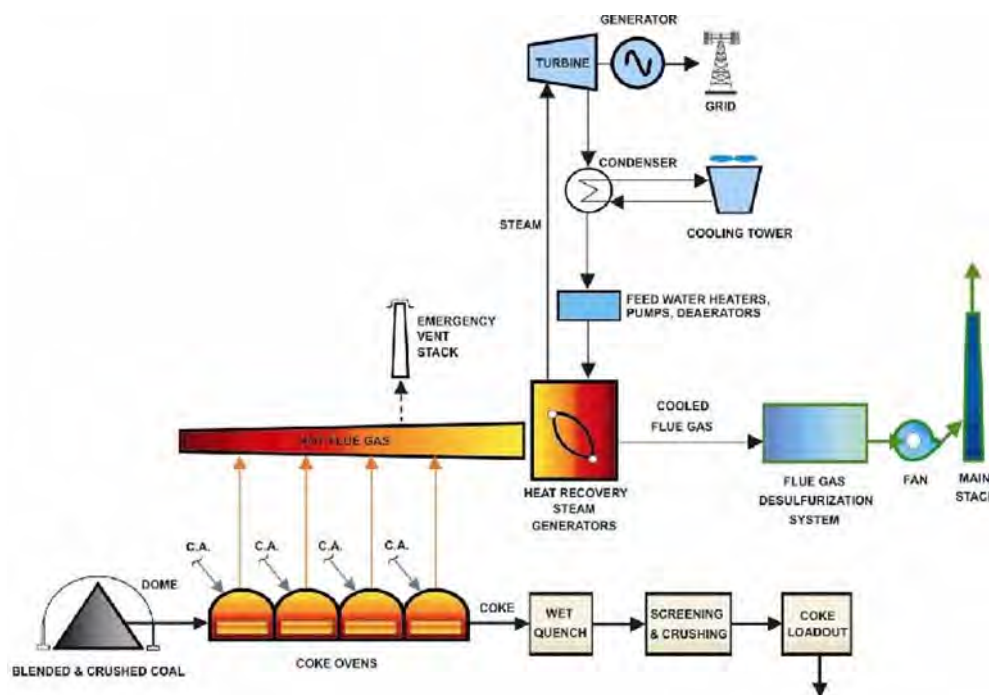 GENERATOR
TURBINE
GRID
CONDENSER
STEAM
COOLING TOWER
FEED WATER HEATERS,
PUMPS, DEAERATORS
EMERGENCY
VENT
STACK
HOT FLUE GAS
COOLED
FLUE GAS
HEAT RECOVERY
STEAM
GENERATORS
FLUE GAS
DESULFURIZATION
SYSTEM
FAN
MAIN
STACK
C.A.
C.A.
C.A.
C.A.
DOME
COKE
WET
QUENCH
SCREENING
& CRUSHING
COKE
LOADOUT
BLENDED & CRUSHED COAL
COKE OVENS